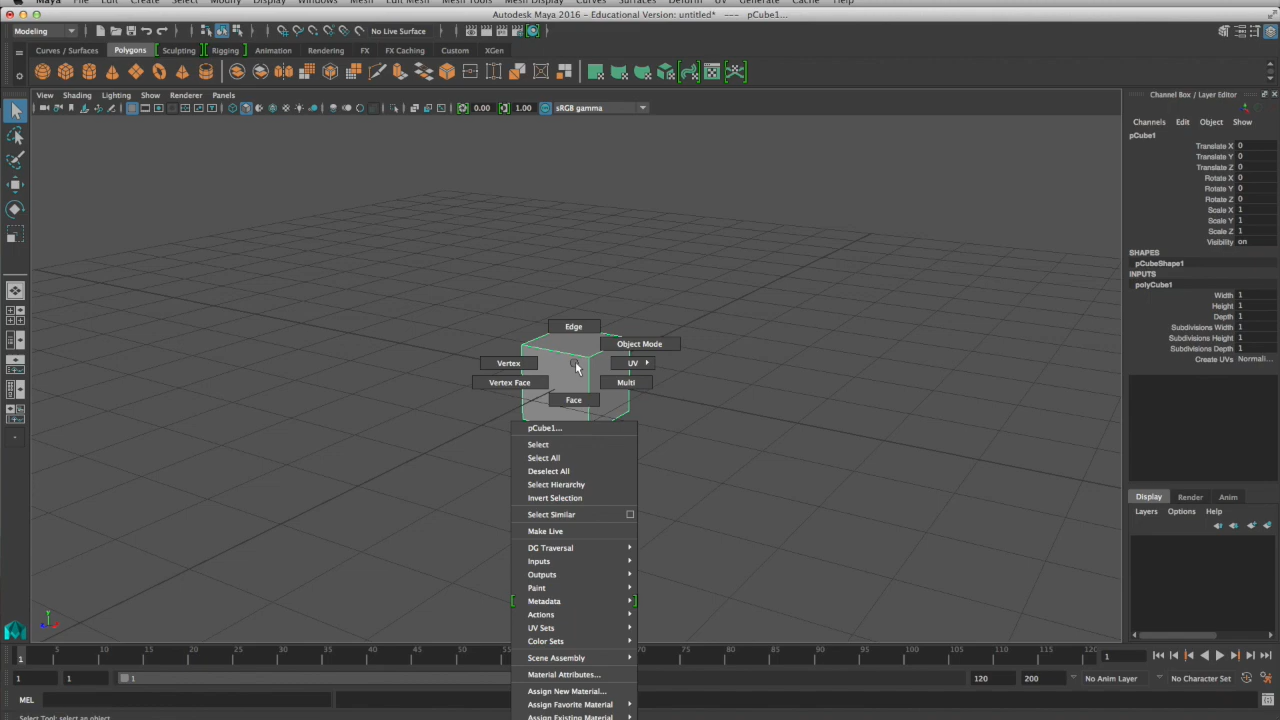 Maya File Edit Create Select Modify Display Windows Mesh Edit Mesh Mesh Tools Mesh Display Curves Surfaces Deform UV Generate Cache Help
Autodesk Maya 2016 - Educational Version: untitled* --- pCube1...
Modeling
No Live Surface
Curves / Surfaces Polygons Sculpting Rigging Animation Rendering FX FX Caching Custom XGen
View Shading Lighting Show Renderer Panels
0.00 1.00 sRGB gamma
Channel Box / Layer Editor
Channels Edit Object Show
pCube1
Translate X 0
Translate Y 0
Translate Z 0
Rotate X 0
Rotate Y 0
Rotate Z 0
Scale X 1
Scale Y 1
Scale Z 1
Visibility on
SHAPES
pCubeShape1
INPUTS
polyCube1
Width 1
Height 1
Depth 1
Subdivisions Width 1
Subdivisions Height 1
Subdivisions Depth 1
Create UVs Normali...
Edge
Object Mode
Vertex
UV
Vertex Face
Multi
Face
pCube1...
Select
Select All
Deselect All
Select Hierarchy
Invert Selection
Select Similar
Make Live
DG Traversal
Inputs
Outputs
Paint
Metadata
Actions
UV Sets
Color Sets
Scene Assembly
Material Attributes...
Assign New Material...
Assign Favorite Material
Assign Existing Material
Display Render Anim
Layers Options Help
1 5 10 15 20 25 30 35 40 45 50 55 65 70 75 80 85 90 95 100 105 110 115 120
1
1 1 1 120 200 No Anim Layer No Character Set
MEL
Select Tool: select an object